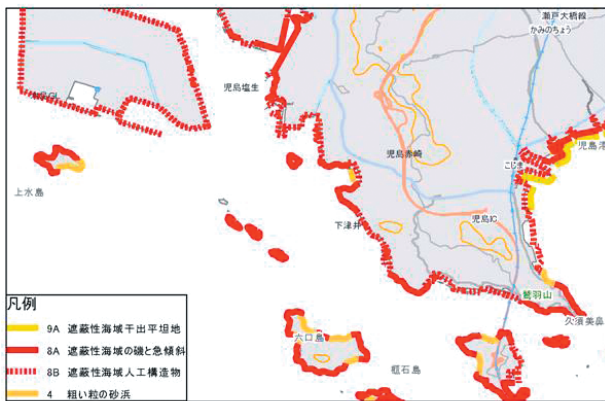 瀬戸大橋線
かみのちょう
児島塩生
児島赤崎
こじま
上水島
下津井
児島IC
鷲羽山
久須美鼻
六口島
櫃石島
凡例
9A 遮蔽性海域干出平坦地
8A 遮蔽性海域の磯と急傾斜
8B 遮蔽性海域人工構造物
4 粗い粒の砂浜